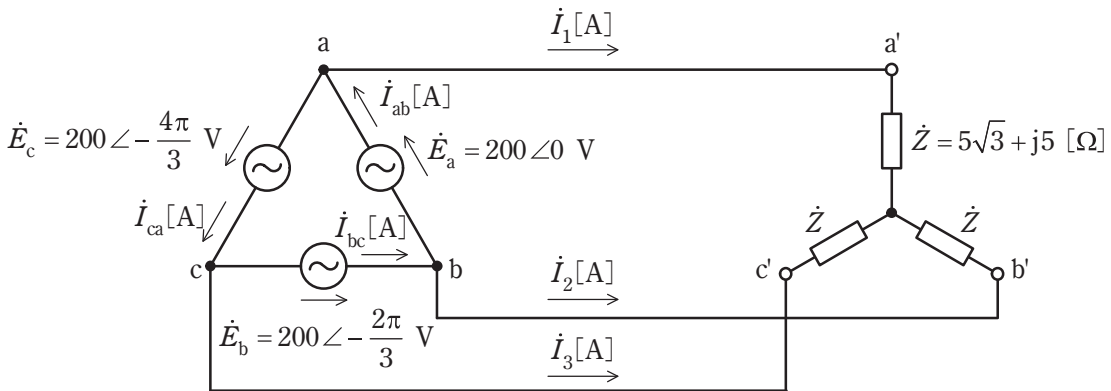 İ₁[A]
a
a'
İab[A]
Ėc = 200∠−4π/3 V
Ėa = 200∠0 V
Ż = 5√3 + j5 [Ω]
İca[A]
İbc[A]
Ż
Ż
c
b
c'
b'
İ₂[A]
Ėb = 200∠−2π/3 V
İ₃[A]